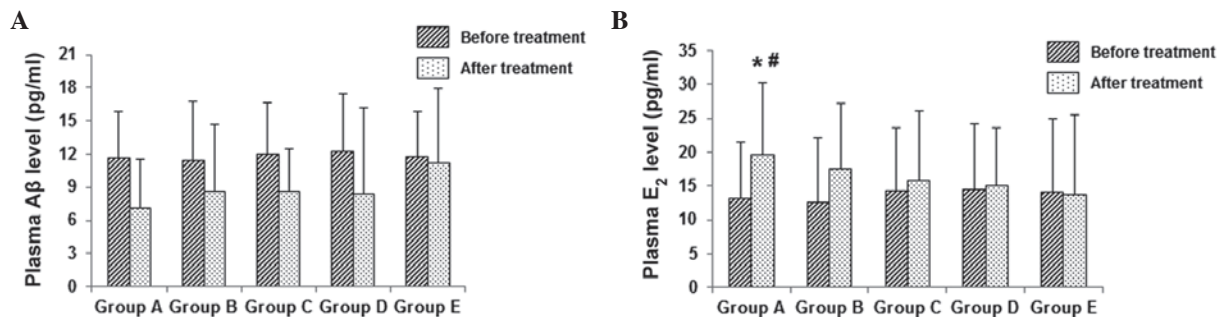 A
Plasma Aβ level (pg/ml)
21
18
15
12
9
6
3
0
Before treatment
After treatment
Group A Group B Group C Group D Group E
B
Plasma E₂ level (pg/ml)
35
30
25
20
15
10
5
0
* #
Before treatment
After treatment
Group A Group B Group C Group D Group E